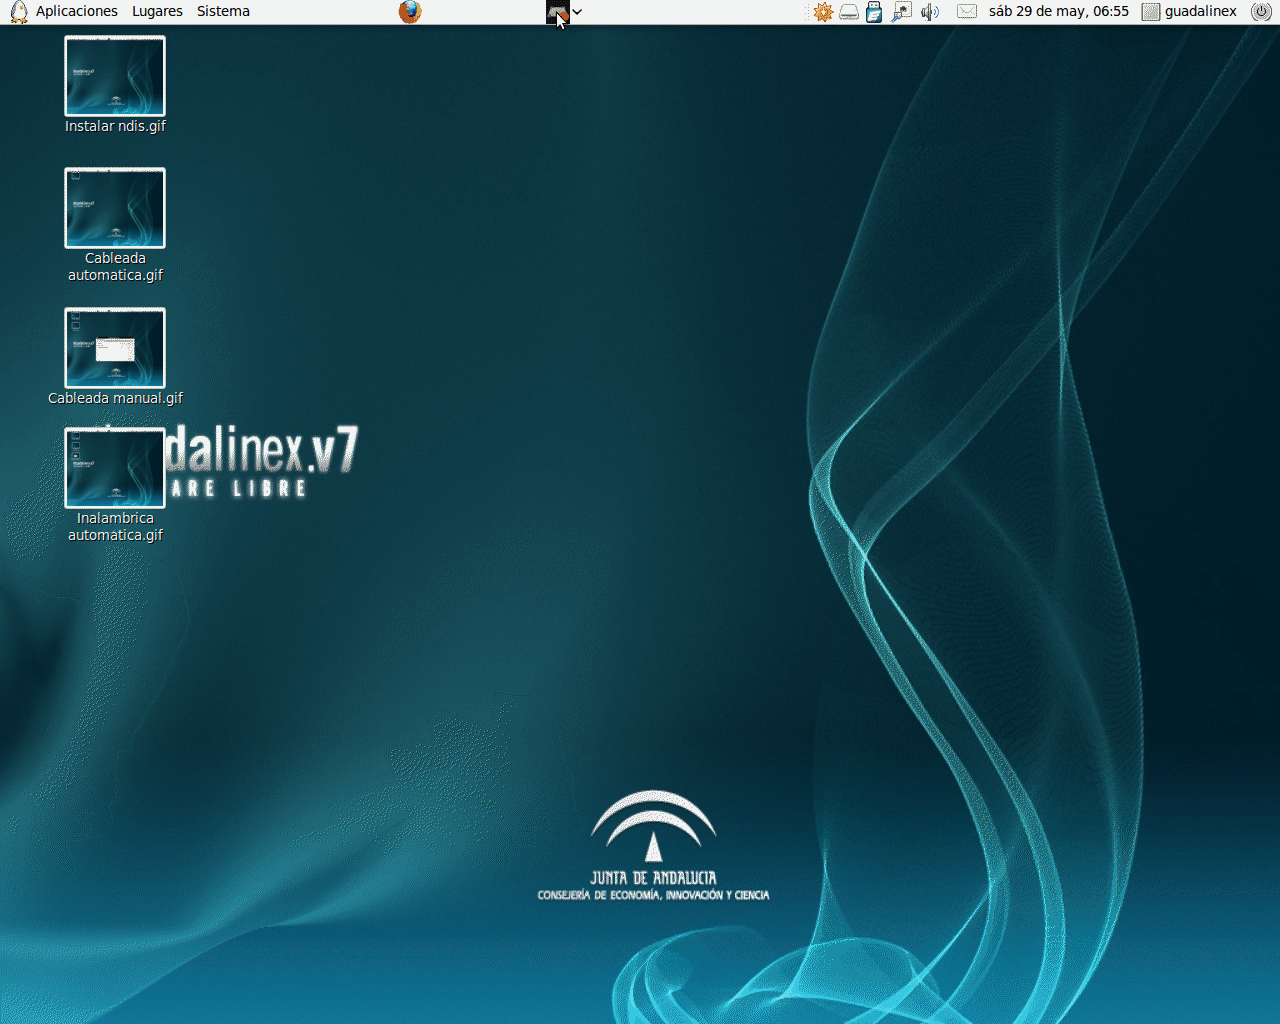 Aplicaciones Lugares Sistema sáb 29 de may, 06:55 guadalinex
Instalar ndis.gif
Cableada
automatica.gif
Cableada manual.gif
dalinex.v7
ARE LIBRE
Inalambrica
automatica.gif
JUNTA DE ANDALUCIA
CONSEJERÍA DE ECONOMÍA, INNOVACIÓN Y CIENCIA